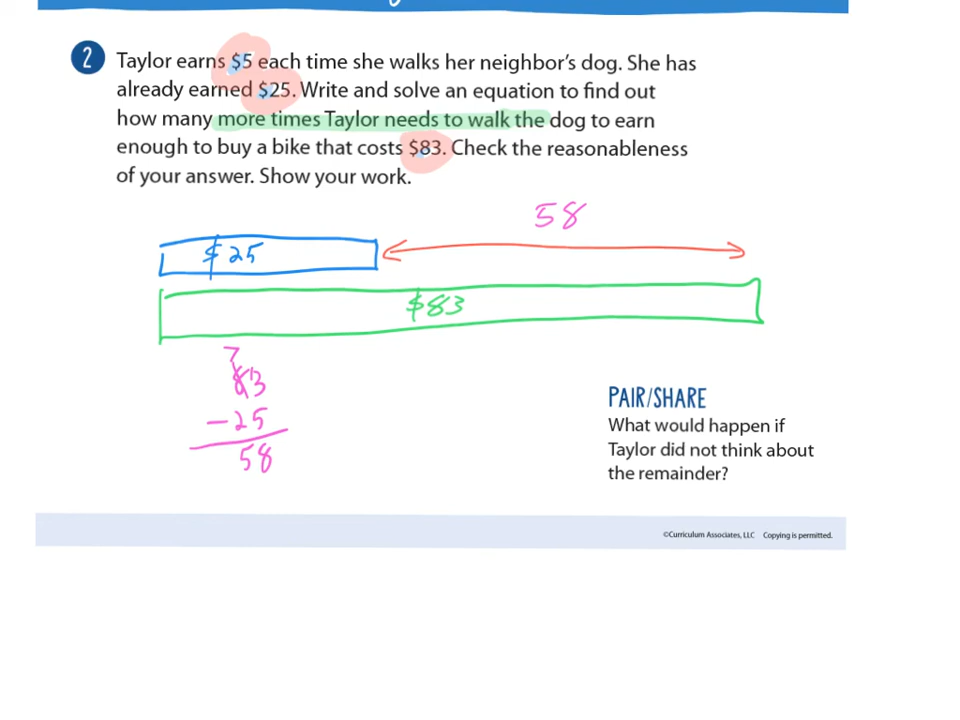 2 Taylor earns $5 each time she walks her neighbor's dog. She has
already earned $25. Write and solve an equation to find out
how many more times Taylor needs to walk the dog to earn
enough to buy a bike that costs $83. Check the reasonableness
of your answer. Show your work.
58
$25
$83
7
83
-25
58
PAIR/SHARE
What would happen if
Taylor did not think about
the remainder?
©Curriculum Associates, LLC Copying is permitted.